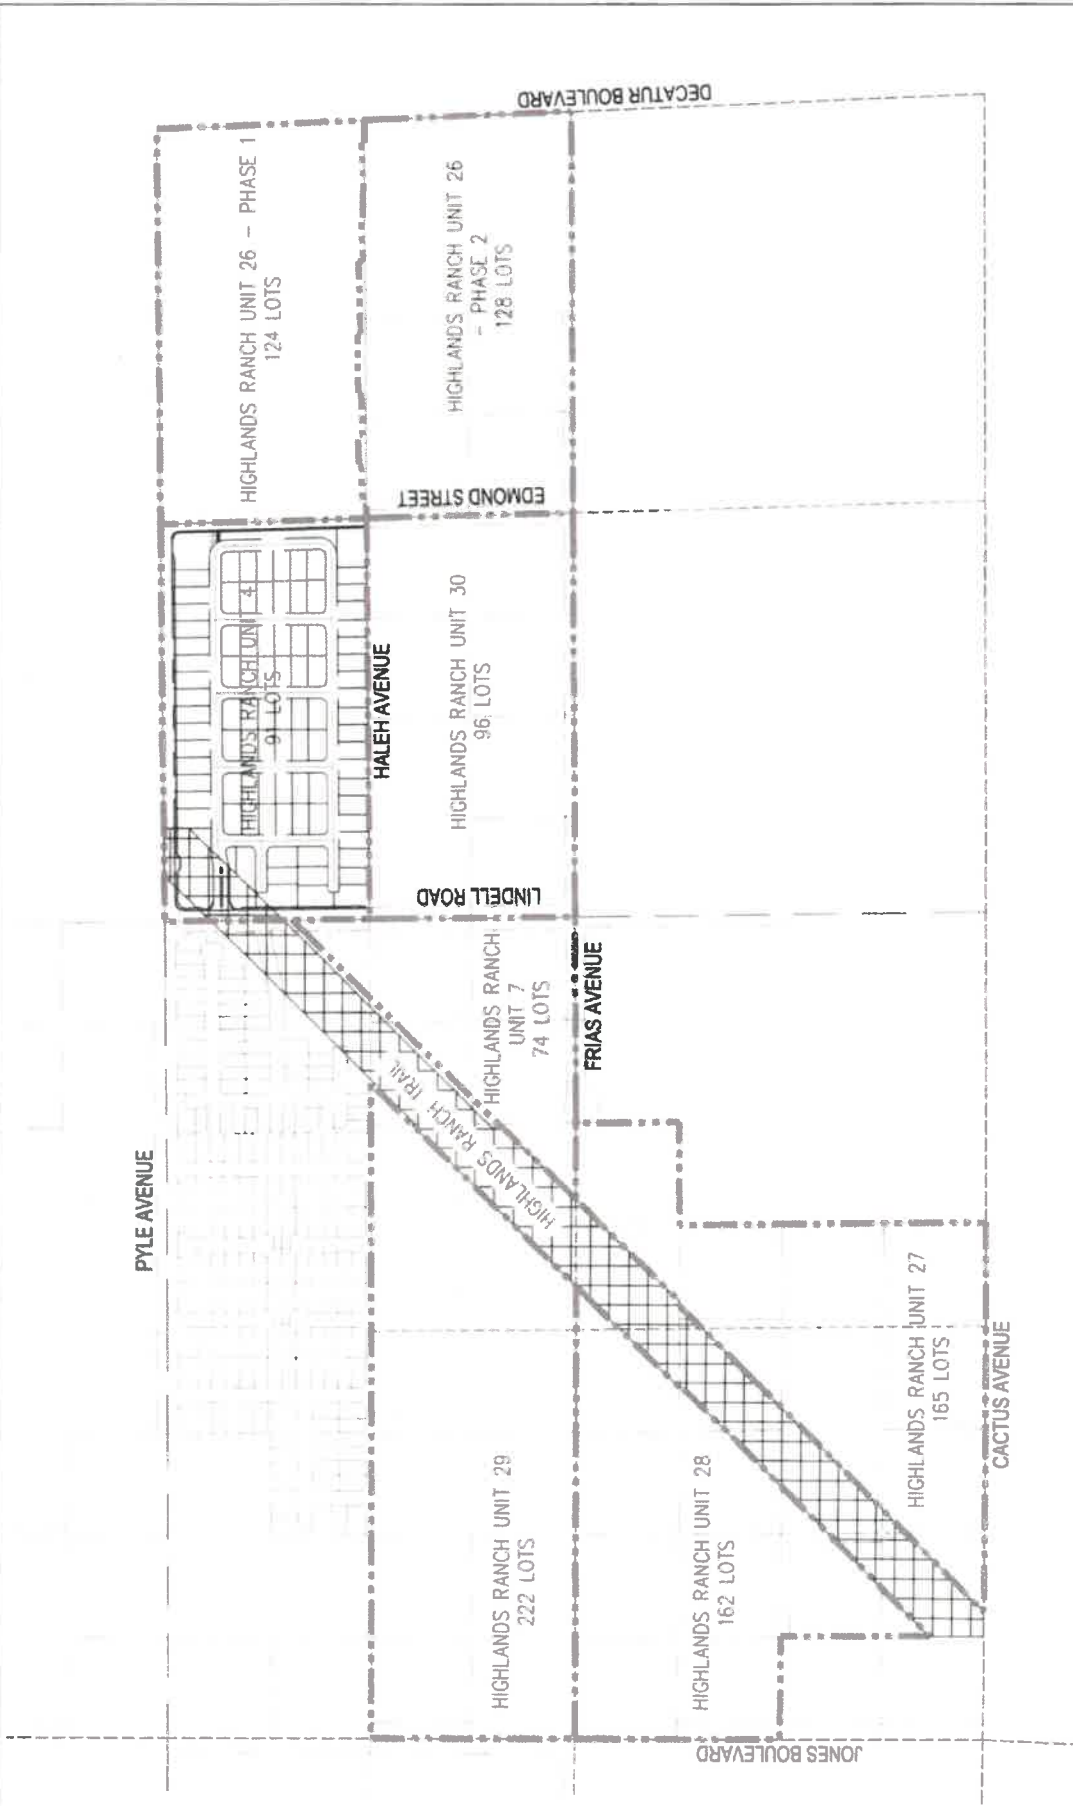 DECATUR BOULEVARD
HIGHLANDS RANCH UNIT 26 - PHASE 1
124 LOTS
HIGHLANDS RANCH UNIT 26
- PHASE 2
128 LOTS
EDMOND STREET
HIGHLANDS RANCH UNIT 4
91 LOTS
HALEH AVENUE
HIGHLANDS RANCH UNIT 30
96 LOTS
LINDELL ROAD
HIGHLANDS RANCH
UNIT 7
74 LOTS
FRIAS AVENUE
HIGHLANDS RANCH TRAIL
PYLE AVENUE
HIGHLANDS RANCH UNIT 29
222 LOTS
HIGHLANDS RANCH UNIT 28
162 LOTS
HIGHLANDS RANCH UNIT 27
165 LOTS
CACTUS AVENUE
JONES BOULEVARD